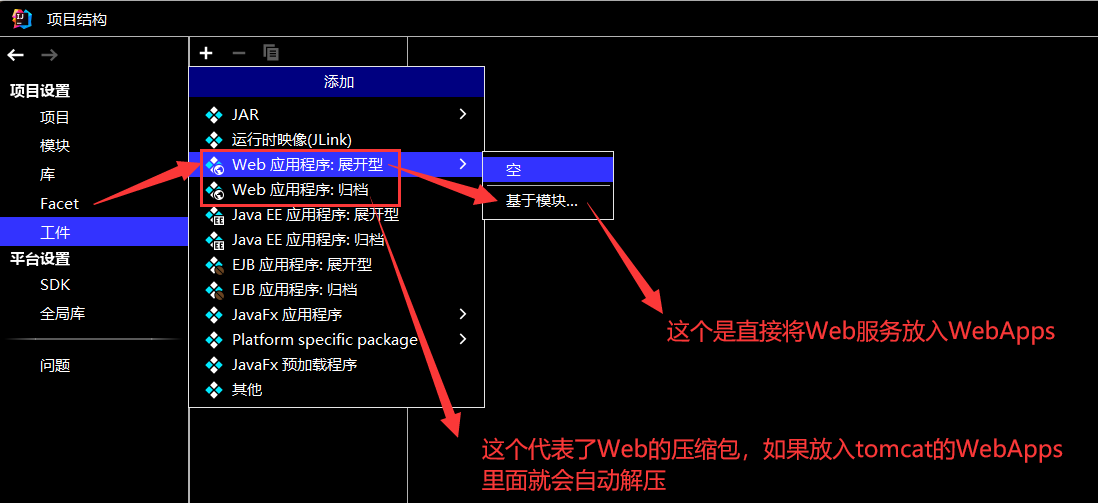 项目结构
项目设置
项目
模块
库
Facet
工件
平台设置
SDK
全局库
问题
添加
JAR
运行时映像(JLink)
Web 应用程序: 展开型
Web 应用程序: 归档
Java EE 应用程序: 展开型
Java EE 应用程序: 归档
EJB 应用程序: 展开型
EJB 应用程序: 归档
JavaFx 应用程序
Platform specific package
JavaFx 预加载程序
其他
空
基于模块...
这个是直接将Web服务放入WebApps
这个代表了Web的压缩包，如果放入tomcat的WebApps
里面就会自动解压